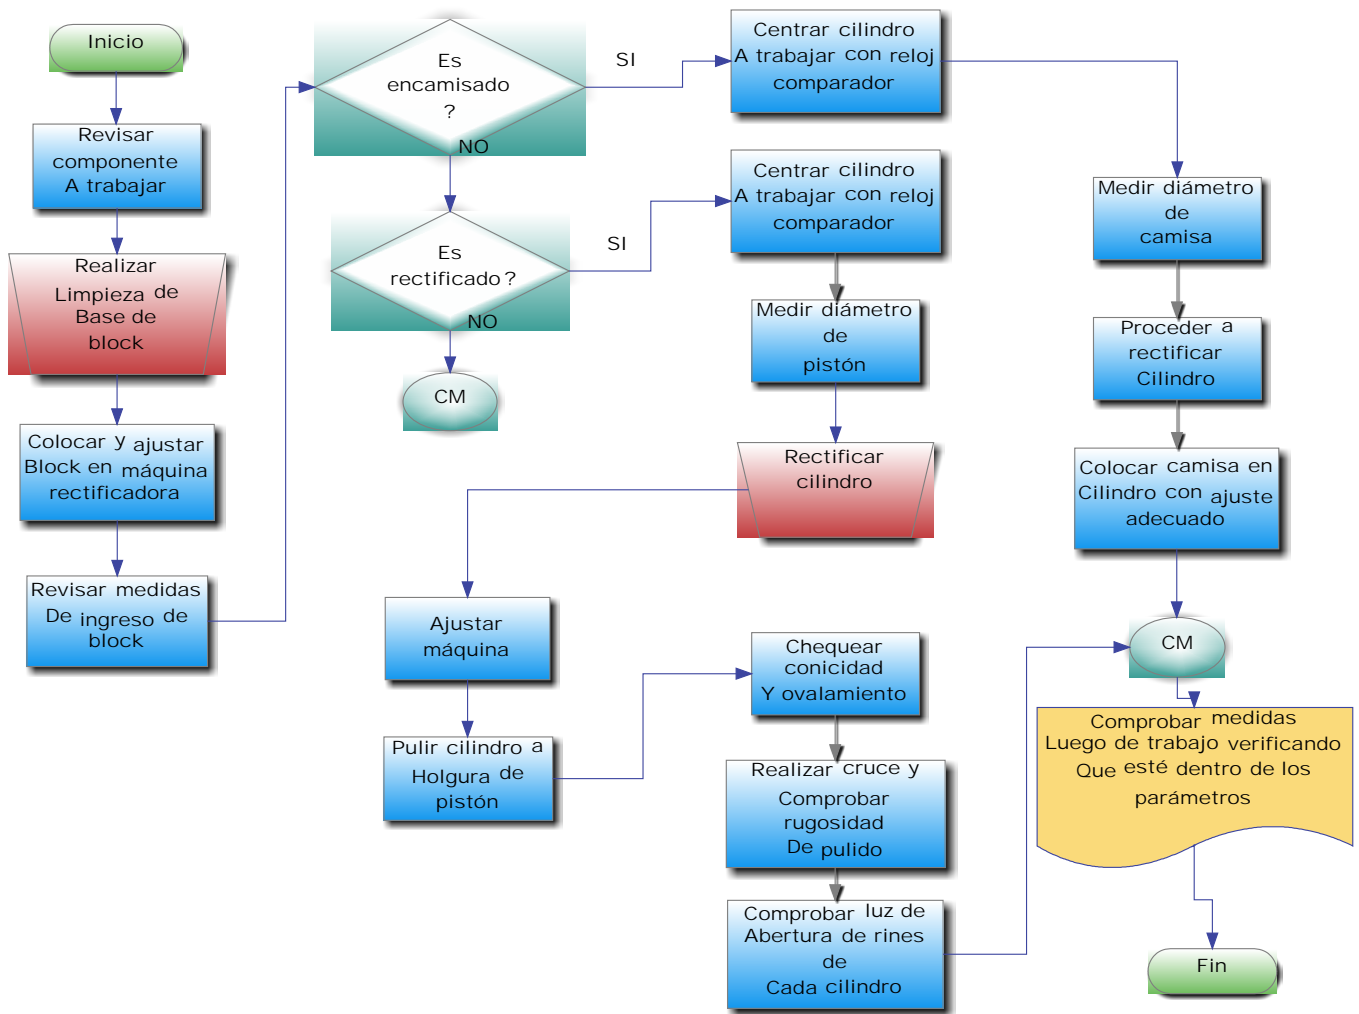 Inicio
Revisar
componente
A trabajar
Realizar
Limpieza de
Base de
block
Colocar y ajustar
Block en máquina
rectificadora
Revisar medidas
De ingreso de
block
Es
encamisado
?
SI
NO
Es
rectificado ?
SI
NO
CM
Centrar cilindro
A trabajar con reloj
comparador
Centrar cilindro
A trabajar con reloj
comparador
Medir diámetro
de
pistón
Rectificar
cilindro
Ajustar
máquina
Pulir cilindro a
Holgura de
pistón
Chequear
conicidad
Y ovalamiento
Realizar cruce y
Comprobar
rugosidad
De pulido
Comprobar luz de
Abertura de rines
de
Cada cilindro
Medir diámetro
de
camisa
Proceder a
rectificar
Cilindro
Colocar camisa en
Cilindro con ajuste
adecuado
CM
Comprobar medidas
Luego de trabajo verificando
Que esté dentro de los
parámetros
Fin